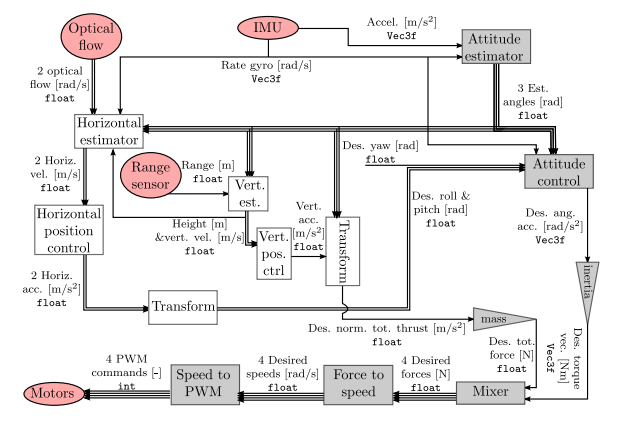 Optical
flow
IMU
Accel. [m/s²]
Vec3f
Attitude
estimator
Rate gyro [rad/s]
Vec3f
2 optical
flow [rad/s]
float
3 Est.
angles [rad]
float
Horizontal
estimator
Des. yaw [rad]
float
Range
sensor
Range [m]
float
Attitude
control
2 Horiz.
vel. [m/s]
float
Vert.
est.
Des. roll &
pitch [rad]
float
Vert.
acc.
[m/s²]
float
Height [m]
&vert. vel. [m/s]
float
Des. ang.
acc. [rad/s²]
Vec3f
Horizontal
position
control
Vert.
pos.
ctrl
Transform
inertia
2 Horiz.
acc. [m/s²]
float
Transform
mass
Des. norm. tot. thrust [m/s²]
float
Des. tot.
force [N]
float
Des. torque
vec. [Nm]
Vec3f
4 PWM
commands [-]
int
4 Desired
speeds [rad/s]
float
4 Desired
forces [N]
float
Motors
Speed to
PWM
Force to
speed
Mixer